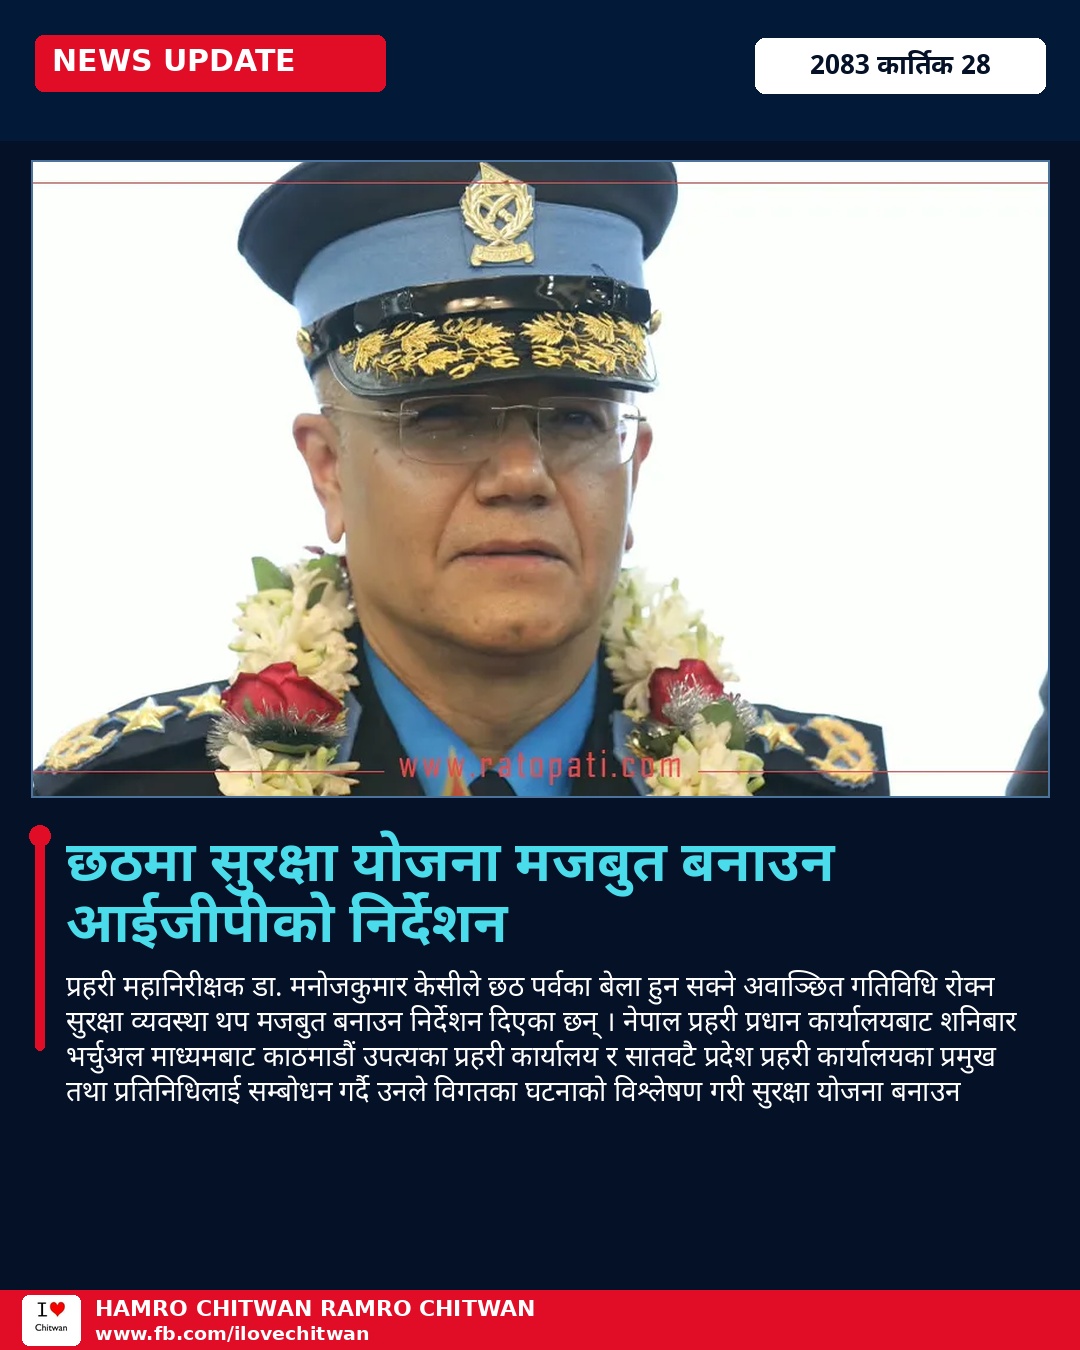 NEWS UPDATE
2083 कार्तिक 28
www.ratopati.com
छठमा सुरक्षा योजना मजबुत बनाउन
आईजीपीको निर्देशन
प्रहरी महानिरीक्षक डा. मनोजकुमार केसीले छठ पर्वका बेला हुन सक्ने अवाञ्छित गतिविधि रोक्न
सुरक्षा व्यवस्था थप मजबुत बनाउन निर्देशन दिएका छन् । नेपाल प्रहरी प्रधान कार्यालयबाट शनिबार
भर्चुअल माध्यमबाट काठमाडौं उपत्यका प्रहरी कार्यालय र सातवटै प्रदेश प्रहरी कार्यालयका प्रमुख
तथा प्रतिनिधिलाई सम्बोधन गर्दै उनले विगतका घटनाको विश्लेषण गरी सुरक्षा योजना बनाउन
I❤
Chitwan
HAMRO CHITWAN RAMRO CHITWAN
www.fb.com/ilovechitwan